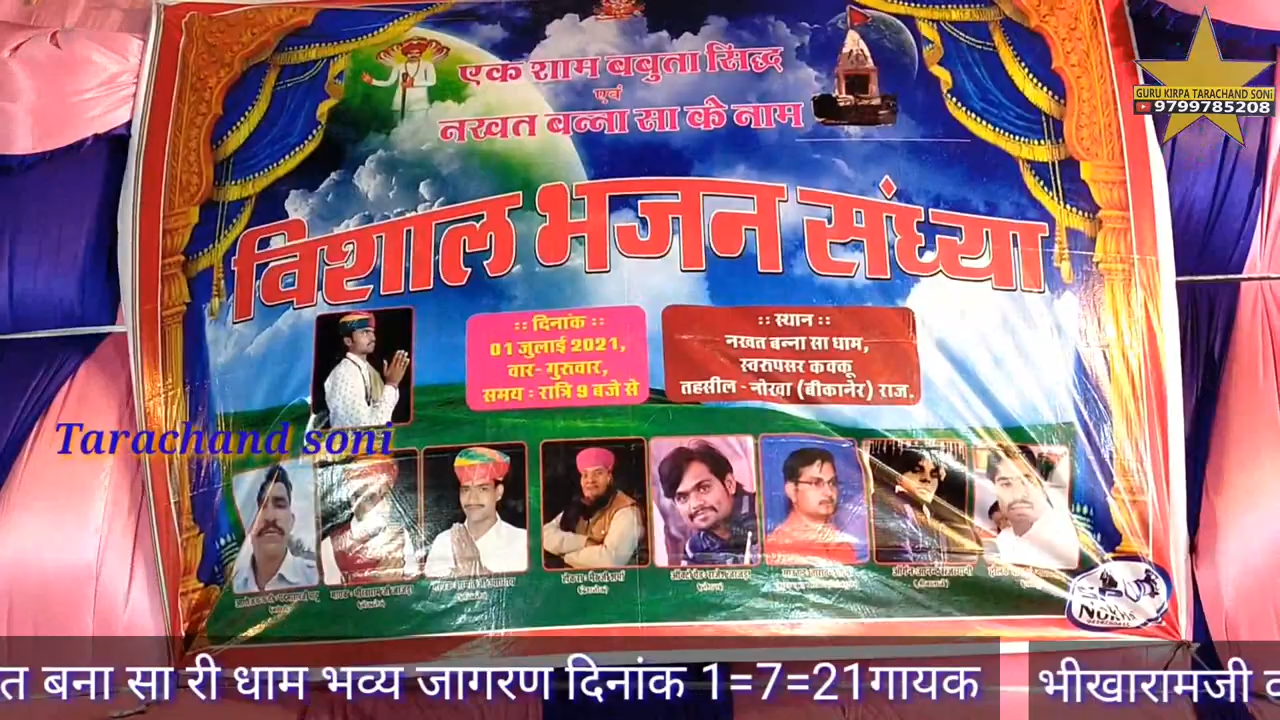 एक शाम बबुता सिद्ध
एवं
नखत बन्ना सा के नाम
GURU KIRPA TARACHAND SONi
9799785208
विशाल भजन संध्या
:: दिनांक ::
01 जुलाई 2021,
वार- गुरुवार,
समय : रात्रि 9 बजे से
:: स्थान ::
नखत बन्ना सा धाम,
स्वरुपसर कक्कू
तहसील - नोखा (बीकानेर) राज.
Tarachand soni
त बना सा री धाम भव्य जागरण दिनांक 1=7=21गायक
भीखारामजी